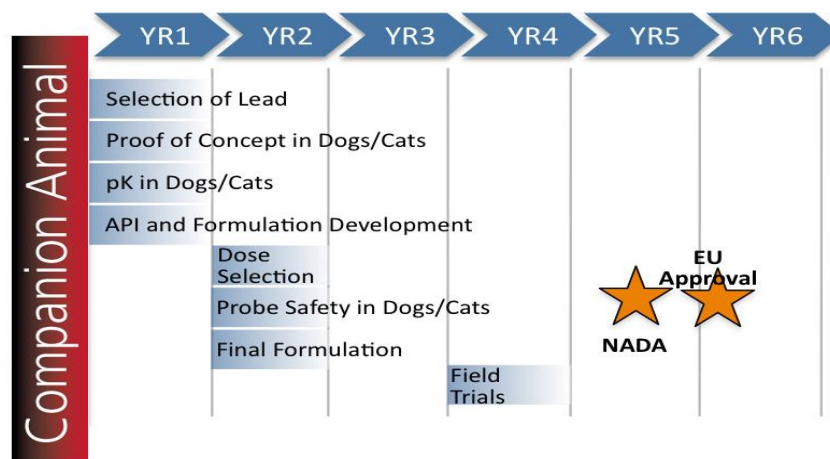 YR1 YR2 YR3 YR4 YR5 YR6
Companion Animal
Selection of Lead
Proof of Concept in Dogs/Cats
pK in Dogs/Cats
API and Formulation Development
Dose
Selection
Probe Safety in Dogs/Cats
Final Formulation
Field
Trials
NADA
EU
Approval